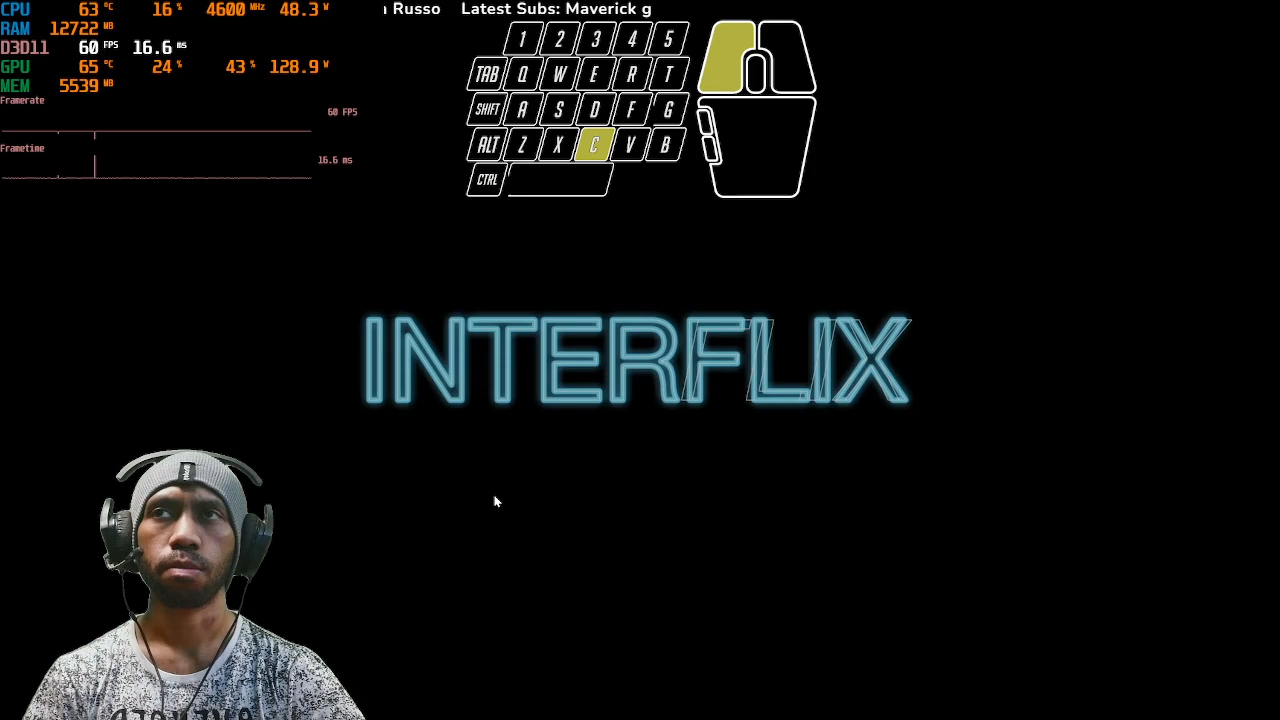 CPU 63 °C 16 % 4600 MHz 48.3 W
RAM 12722 MB
D3D11 60 FPS 16.6 ms
GPU 65 °C 24 % 43 % 128.9 W
MEM 5539 MB
Framerate
60 FPS
Frametime
16.6 ms
Russo Latest Subs: Maverick g
1 2 3 4 5
TAB Q W E R T
SHIFT A S D F G
ALT Z X C V B
CTRL
INTERFLIX